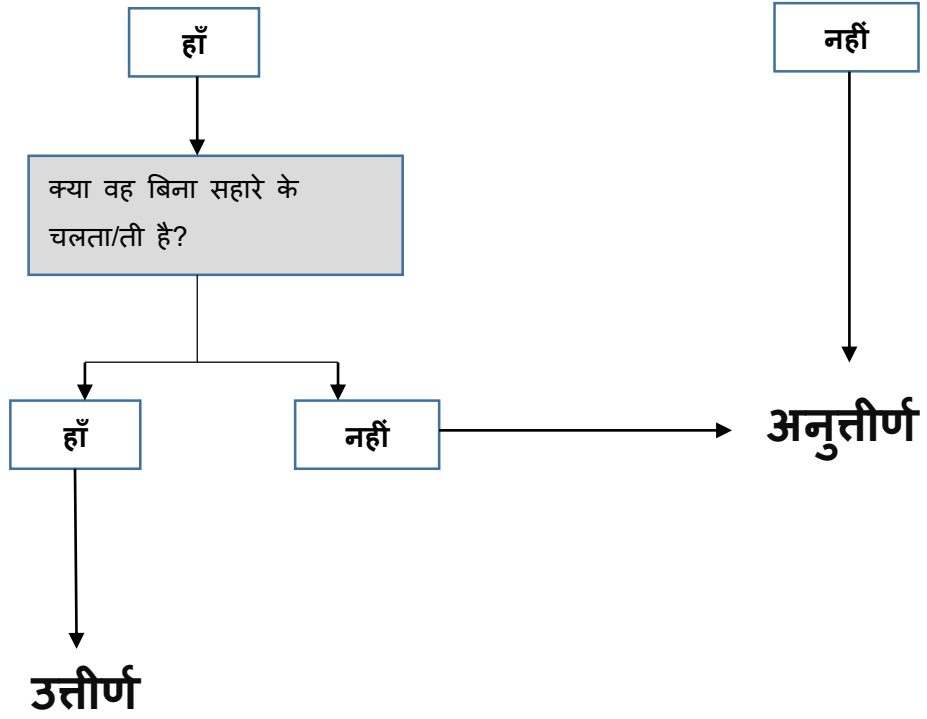 हाँ
नहीं
क्या वह बिना सहारे के
चलता/ती है?
हाँ
नहीं
अनुत्तीर्ण
उत्तीर्ण